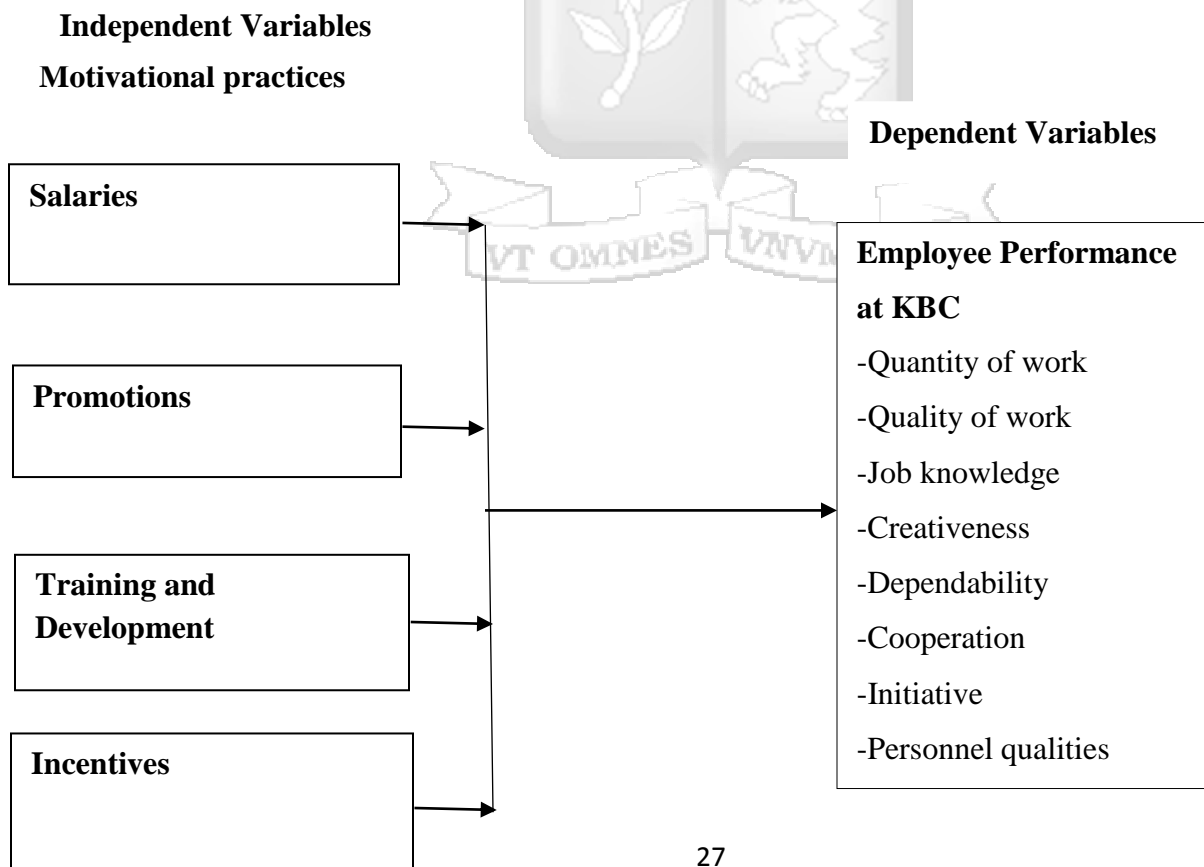 Independent Variables
Motivational practices
Dependent Variables
Salaries
VT OMNES
Employee Performance
at KBC
-Quantity of work
-Quality of work
-Job knowledge
-Creativeness
-Dependability
-Cooperation
-Initiative
-Personnel qualities
Promotions
Training and
Development
Incentives
27